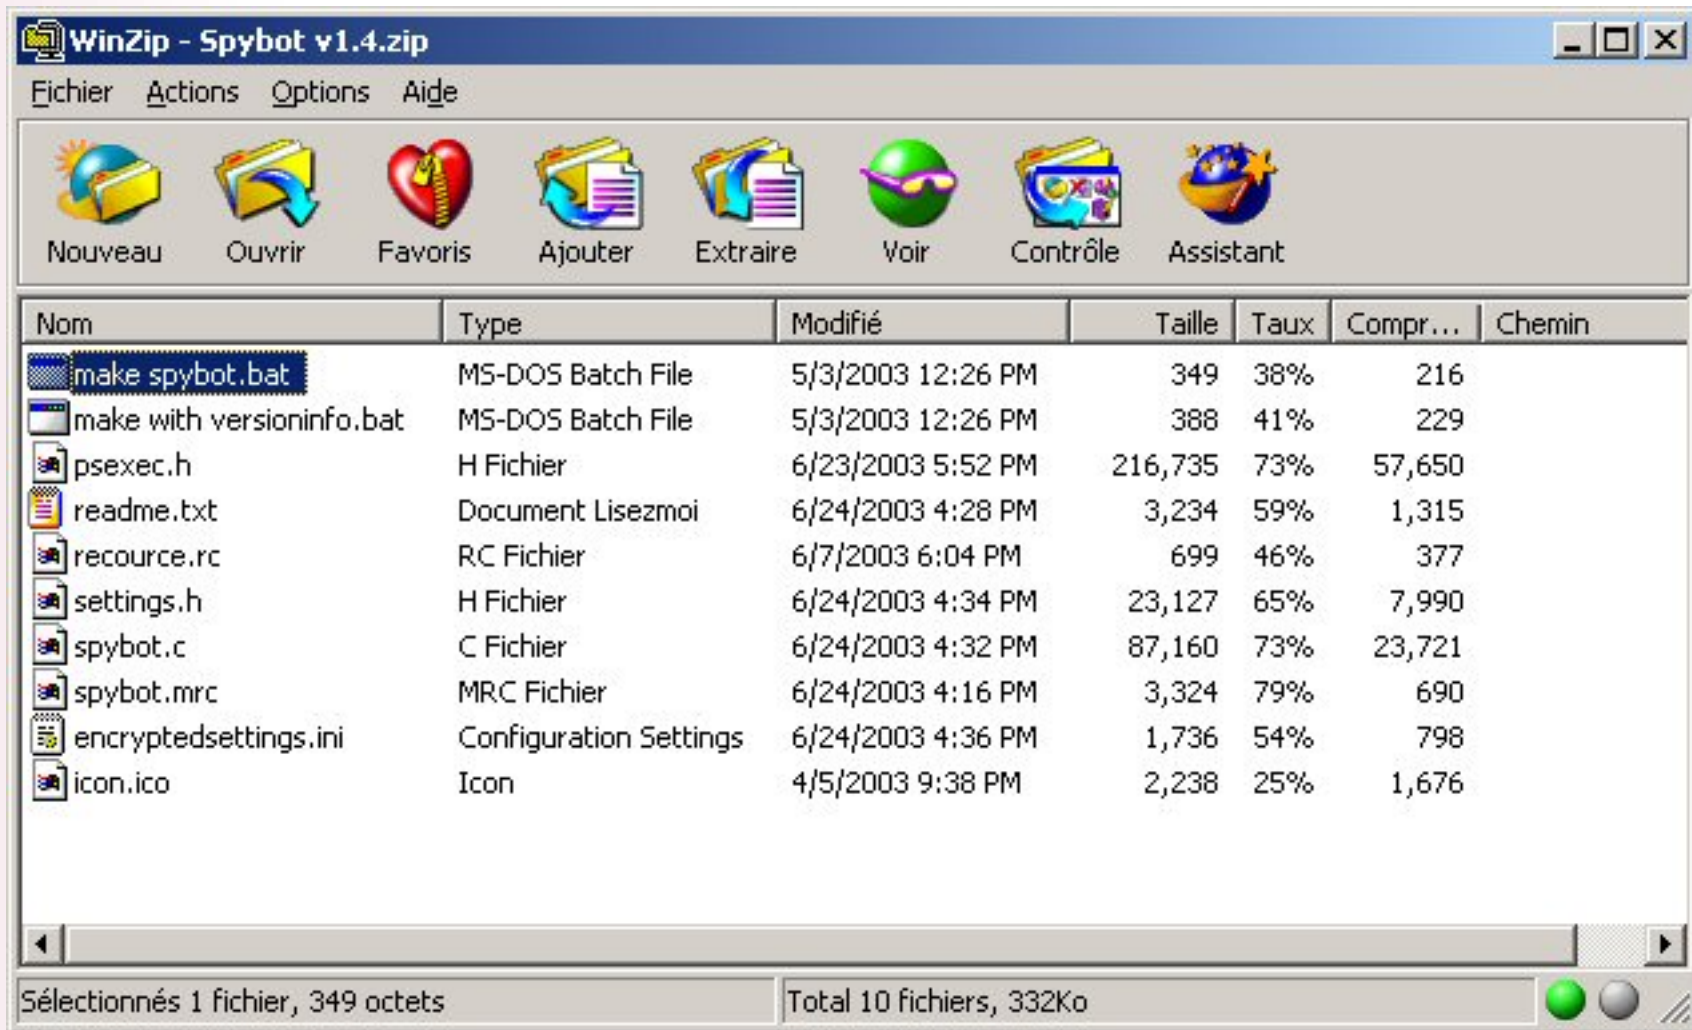 WinZip - Spybot v1.4.zip
Fichier Actions Options Aide
Nouveau Ouvrir Favoris Ajouter Extraire Voir Contrôle Assistant
Nom Type Modifié Taille Taux Compr... Chemin
make spybot.bat MS-DOS Batch File 5/3/2003 12:26 PM 349 38% 216
make with versioninfo.bat MS-DOS Batch File 5/3/2003 12:26 PM 388 41% 229
psexec.h H Fichier 6/23/2003 5:52 PM 216,735 73% 57,650
readme.txt Document Lisezmoi 6/24/2003 4:28 PM 3,234 59% 1,315
recource.rc RC Fichier 6/7/2003 6:04 PM 699 46% 377
settings.h H Fichier 6/24/2003 4:34 PM 23,127 65% 7,990
spybot.c C Fichier 6/24/2003 4:32 PM 87,160 73% 23,721
spybot.mrc MRC Fichier 6/24/2003 4:16 PM 3,324 79% 690
encryptedsettings.ini Configuration Settings 6/24/2003 4:36 PM 1,736 54% 798
icon.ico Icon 4/5/2003 9:38 PM 2,238 25% 1,676
Sélectionnés 1 fichier, 349 octets Total 10 fichiers, 332Ko